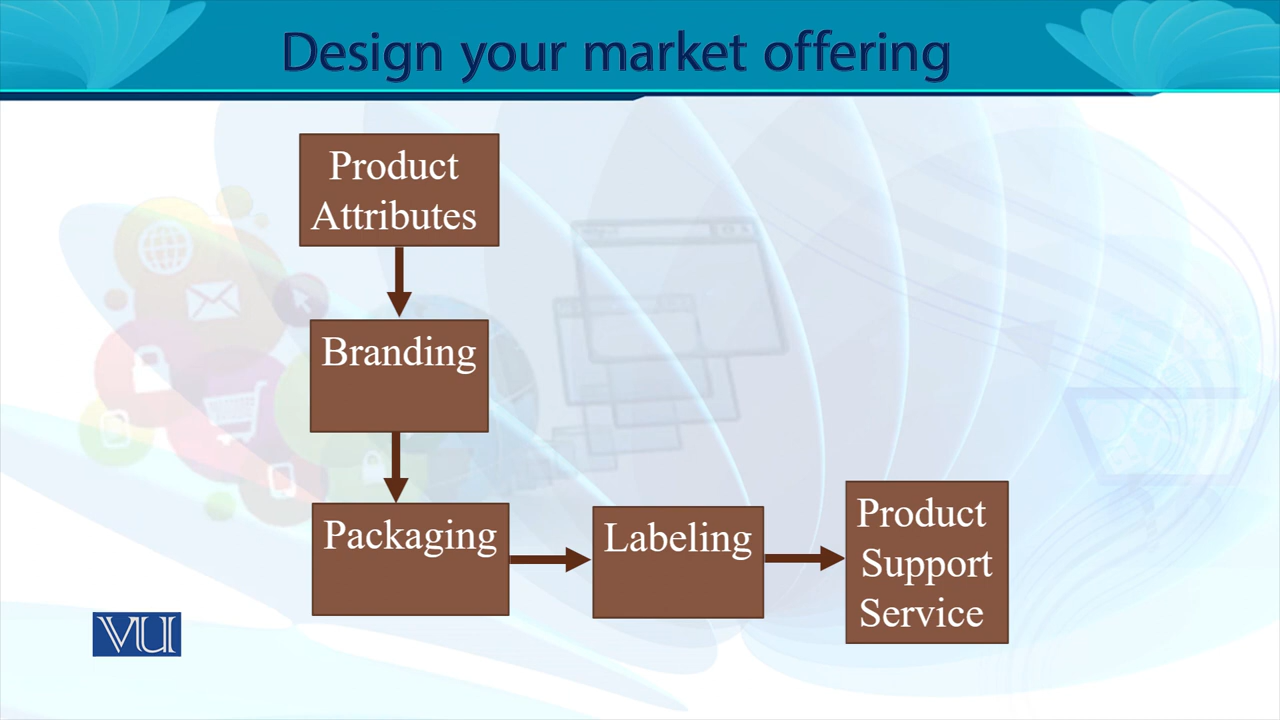 Design your market offering
Product
Attributes
Branding
Packaging
Labeling
Product
Support
Service
VU